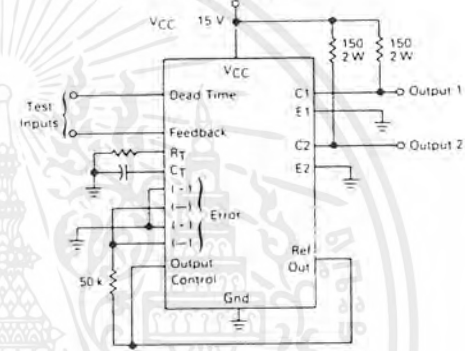 VCC 15 V
150
2 W
150
2 W
VCC
Test
Inputs
Dead Time
Feedback
RT
CT
(+)
(-)
(+)
(-)
Error
Output
Control
50 k
Gnd
C1
E1
C2
E2
Ref
Out
Output 1
Output 2